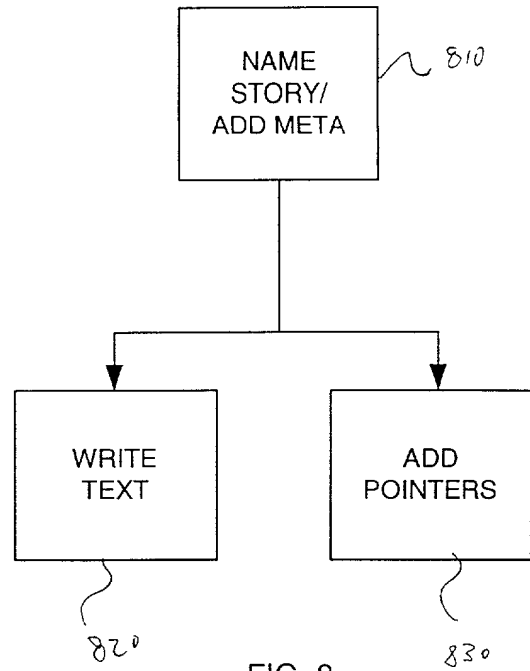 NAME
STORY/
ADD META
810
WRITE
TEXT
ADD
POINTERS
820
830
FIG. 8